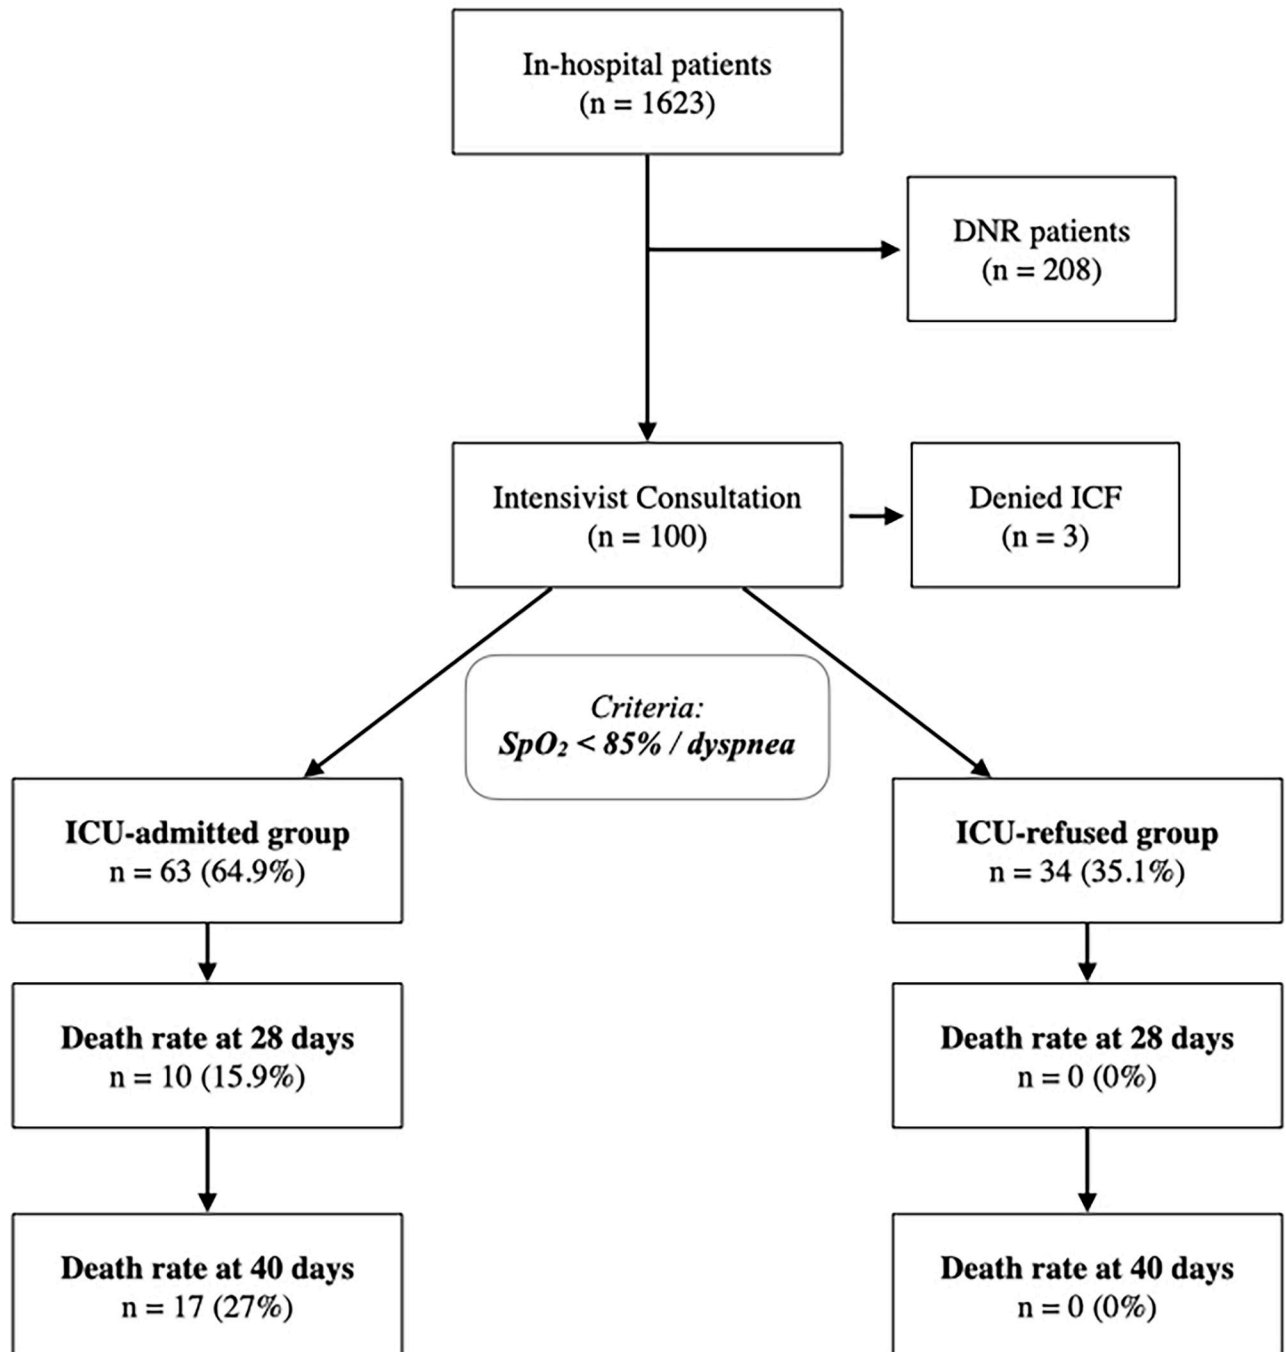 In-hospital patients
(n = 1623)
DNR patients
(n = 208)
Intensivist Consultation
(n = 100)
Denied ICF
(n = 3)
Criteria:
SpO₂ < 85% / dyspnea
ICU-admitted group
n = 63 (64.9%)
ICU-refused group
n = 34 (35.1%)
Death rate at 28 days
n = 10 (15.9%)
Death rate at 28 days
n = 0 (0%)
Death rate at 40 days
n = 17 (27%)
Death rate at 40 days
n = 0 (0%)